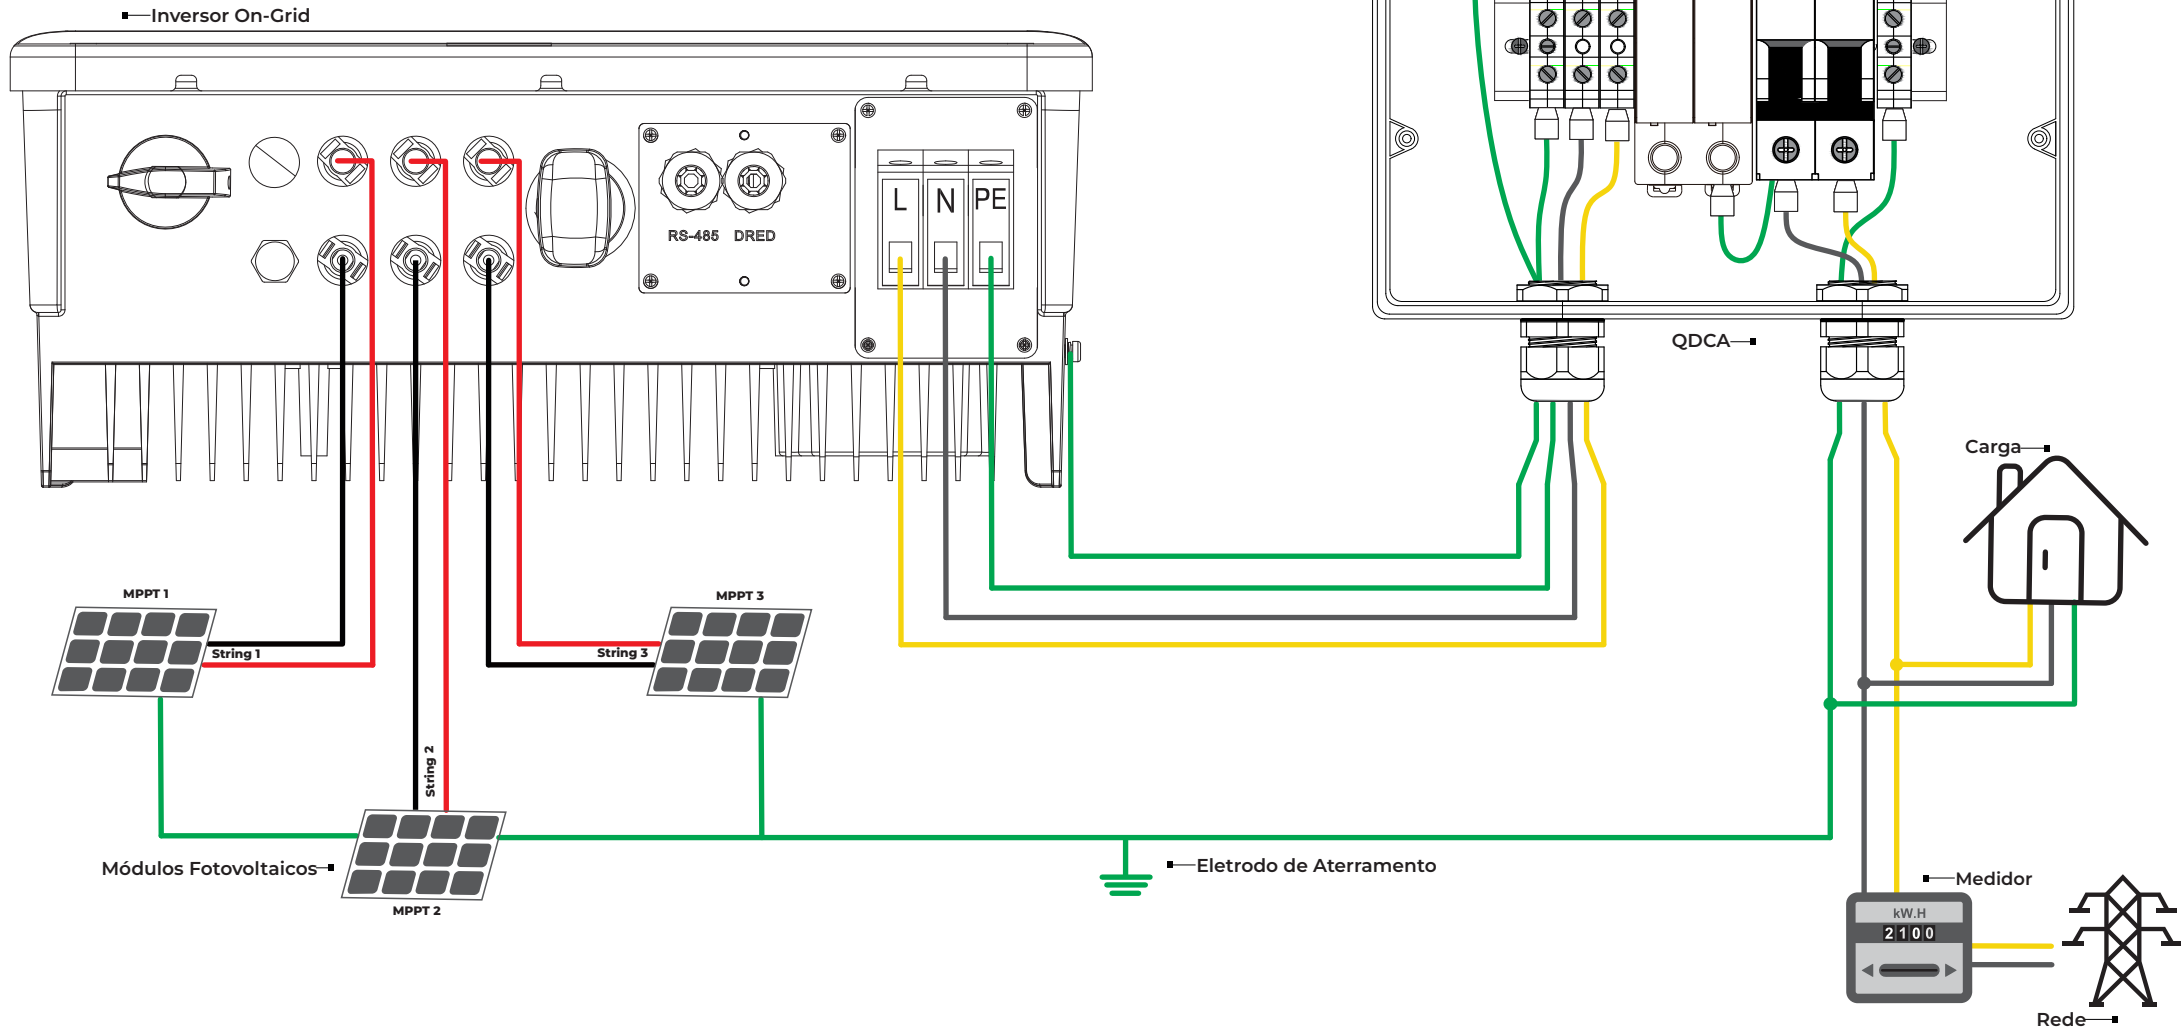 Inversor On-Grid
L
N
PE
RS-485
DRED
QDCA
Carga
MPPT 1
MPPT 3
String 1
String 3
String 2
Módulos Fotovoltaicos
Eletrodo de Aterramento
MPPT 2
Medidor
kW.H
2100
Rede